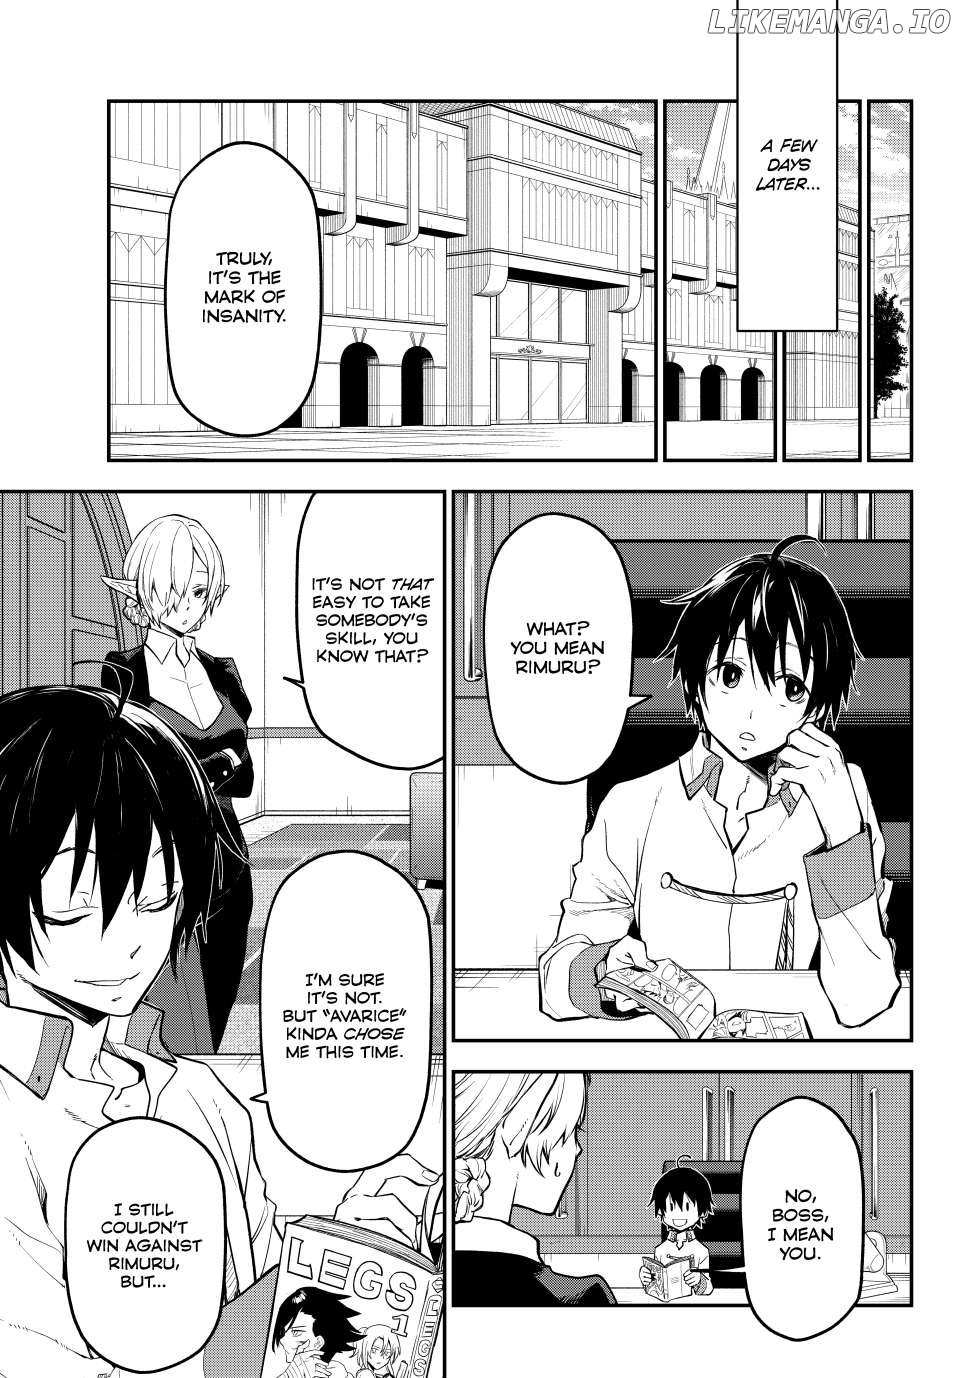 LIKEMANGA.IO
A FEW
DAYS
LATER...
TRULY,
IT'S THE
MARK OF
INSANITY.
WHAT?
YOU MEAN
RIMURU?
NO,
BOSS,
I MEAN
YOU.
IT'S NOT THAT
EASY TO TAKE
SOMEBODY'S
SKILL, YOU
KNOW THAT?
I'M SURE
IT'S NOT.
BUT "AVARICE"
KINDA CHOSE
ME THIS TIME.
I STILL
COULDN'T
WIN AGAINST
RIMURU,
BUT...
LEGS
1
LEGS